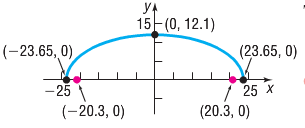 y
15 (0, 12.1)
(−23.65, 0) (23.65, 0)
−25 25 x
(−20.3, 0) (20.3, 0)